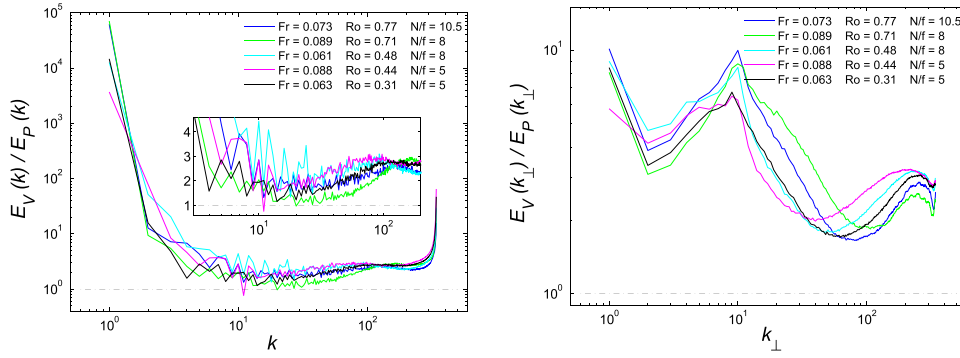 E_V (k) / E_P (k)
10^5
10^4
10^3
10^2
10^1
10^0
Fr = 0.073 Ro = 0.77 N/f = 10.5
Fr = 0.089 Ro = 0.71 N/f = 8
Fr = 0.061 Ro = 0.48 N/f = 8
Fr = 0.088 Ro = 0.44 N/f = 5
Fr = 0.063 Ro = 0.31 N/f = 5
4
3
2
1
10^1 10^2
10^0 10^1 10^2
k
E_V (k_⊥) / E_P (k_⊥)
10^1
10^0
Fr = 0.073 Ro = 0.77 N/f = 10.5
Fr = 0.089 Ro = 0.71 N/f = 8
Fr = 0.061 Ro = 0.48 N/f = 8
Fr = 0.088 Ro = 0.44 N/f = 5
Fr = 0.063 Ro = 0.31 N/f = 5
10^0 10^1 10^2
k_⊥